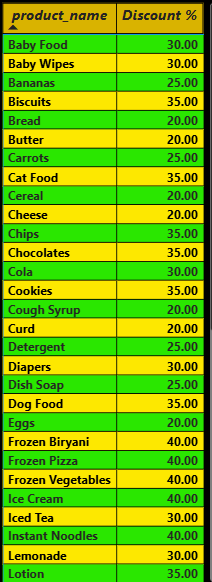 product_name Discount %
Baby Food 30.00
Baby Wipes 30.00
Bananas 25.00
Biscuits 35.00
Bread 20.00
Butter 20.00
Carrots 25.00
Cat Food 35.00
Cereal 20.00
Cheese 20.00
Chips 35.00
Chocolates 35.00
Cola 30.00
Cookies 35.00
Cough Syrup 20.00
Curd 20.00
Detergent 25.00
Diapers 30.00
Dish Soap 25.00
Dog Food 35.00
Eggs 20.00
Frozen Biryani 40.00
Frozen Pizza 40.00
Frozen Vegetables 40.00
Ice Cream 40.00
Iced Tea 30.00
Instant Noodles 40.00
Lemonade 30.00
Lotion 35.00